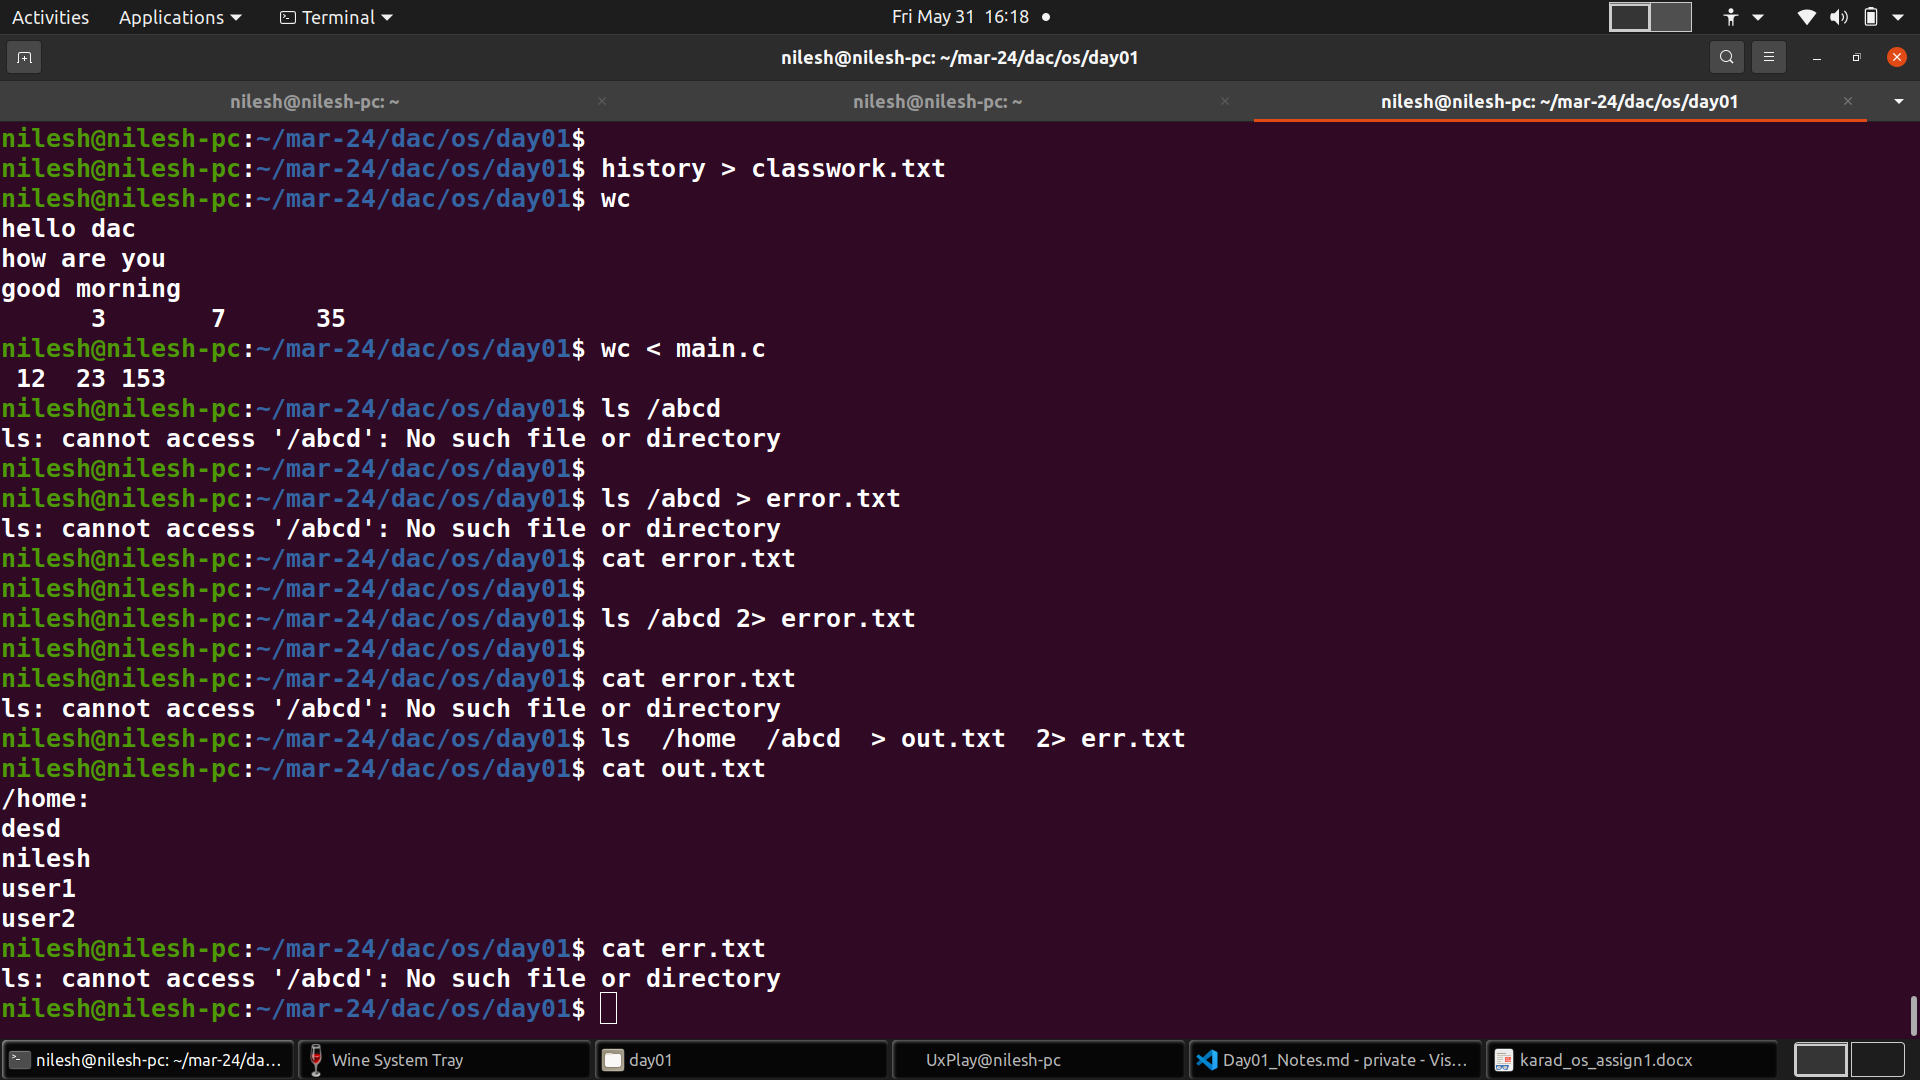 Activities Applications Terminal Fri May 31 16:18
nilesh@nilesh-pc: ~/mar-24/dac/os/day01
nilesh@nilesh-pc: ~ nilesh@nilesh-pc: ~ nilesh@nilesh-pc: ~/mar-24/dac/os/day01
nilesh@nilesh-pc:~/mar-24/dac/os/day01$
nilesh@nilesh-pc:~/mar-24/dac/os/day01$ history > classwork.txt
nilesh@nilesh-pc:~/mar-24/dac/os/day01$ wc
hello dac
how are you
good morning
      3       7      35
nilesh@nilesh-pc:~/mar-24/dac/os/day01$ wc < main.c
 12  23 153
nilesh@nilesh-pc:~/mar-24/dac/os/day01$ ls /abcd
ls: cannot access '/abcd': No such file or directory
nilesh@nilesh-pc:~/mar-24/dac/os/day01$
nilesh@nilesh-pc:~/mar-24/dac/os/day01$ ls /abcd > error.txt
ls: cannot access '/abcd': No such file or directory
nilesh@nilesh-pc:~/mar-24/dac/os/day01$ cat error.txt
nilesh@nilesh-pc:~/mar-24/dac/os/day01$
nilesh@nilesh-pc:~/mar-24/dac/os/day01$ ls /abcd 2> error.txt
nilesh@nilesh-pc:~/mar-24/dac/os/day01$
nilesh@nilesh-pc:~/mar-24/dac/os/day01$ cat error.txt
ls: cannot access '/abcd': No such file or directory
nilesh@nilesh-pc:~/mar-24/dac/os/day01$ ls  /home  /abcd  > out.txt  2> err.txt
nilesh@nilesh-pc:~/mar-24/dac/os/day01$ cat out.txt
/home:
desd
nilesh
user1
user2
nilesh@nilesh-pc:~/mar-24/dac/os/day01$ cat err.txt
ls: cannot access '/abcd': No such file or directory
nilesh@nilesh-pc:~/mar-24/dac/os/day01$
nilesh@nilesh-pc: ~/mar-24/da... Wine System Tray day01 UxPlay@nilesh-pc Day01_Notes.md - private - Vis... karad_os_assign1.docx